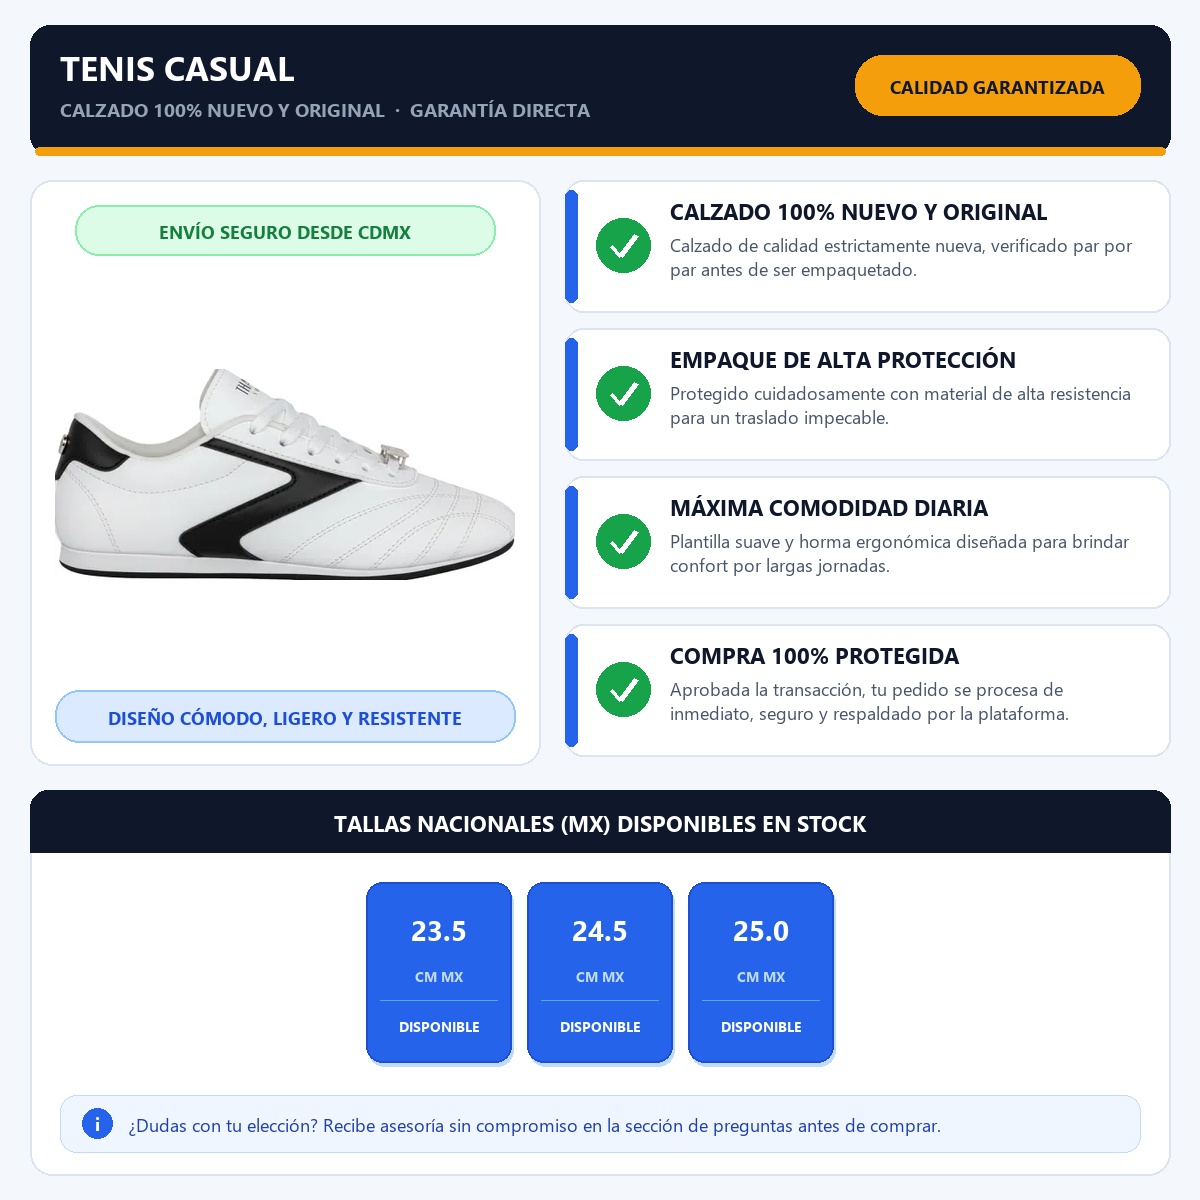 TENIS CASUAL
CALZADO 100% NUEVO Y ORIGINAL · GARANTÍA DIRECTA
CALIDAD GARANTIZADA
ENVÍO SEGURO DESDE CDMX
DISEÑO CÓMODO, LIGERO Y RESISTENTE
CALZADO 100% NUEVO Y ORIGINAL
Calzado de calidad estrictamente nueva, verificado par por
par antes de ser empaquetado.
EMPAQUE DE ALTA PROTECCIÓN
Protegido cuidadosamente con material de alta resistencia
para un traslado impecable.
MÁXIMA COMODIDAD DIARIA
Plantilla suave y horma ergonómica diseñada para brindar
confort por largas jornadas.
COMPRA 100% PROTEGIDA
Aprobada la transacción, tu pedido se procesa de
inmediato, seguro y respaldado por la plataforma.
TALLAS NACIONALES (MX) DISPONIBLES EN STOCK
23.5
CM MX
DISPONIBLE
24.5
CM MX
DISPONIBLE
25.0
CM MX
DISPONIBLE
¿Dudas con tu elección? Recibe asesoría sin compromiso en la sección de preguntas antes de comprar.